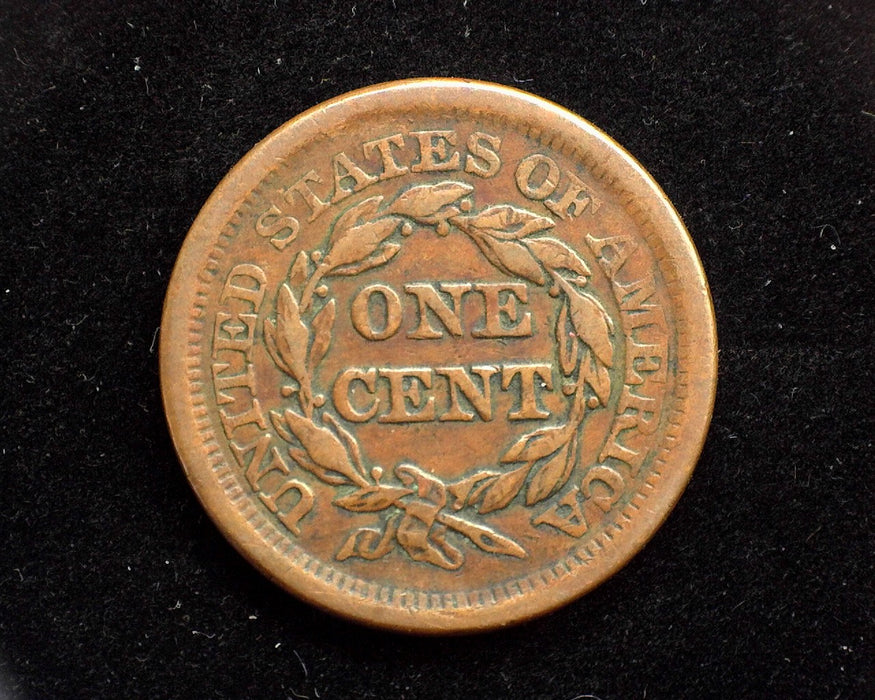 UNITED STATES OF AMERICA
ONE
CENT